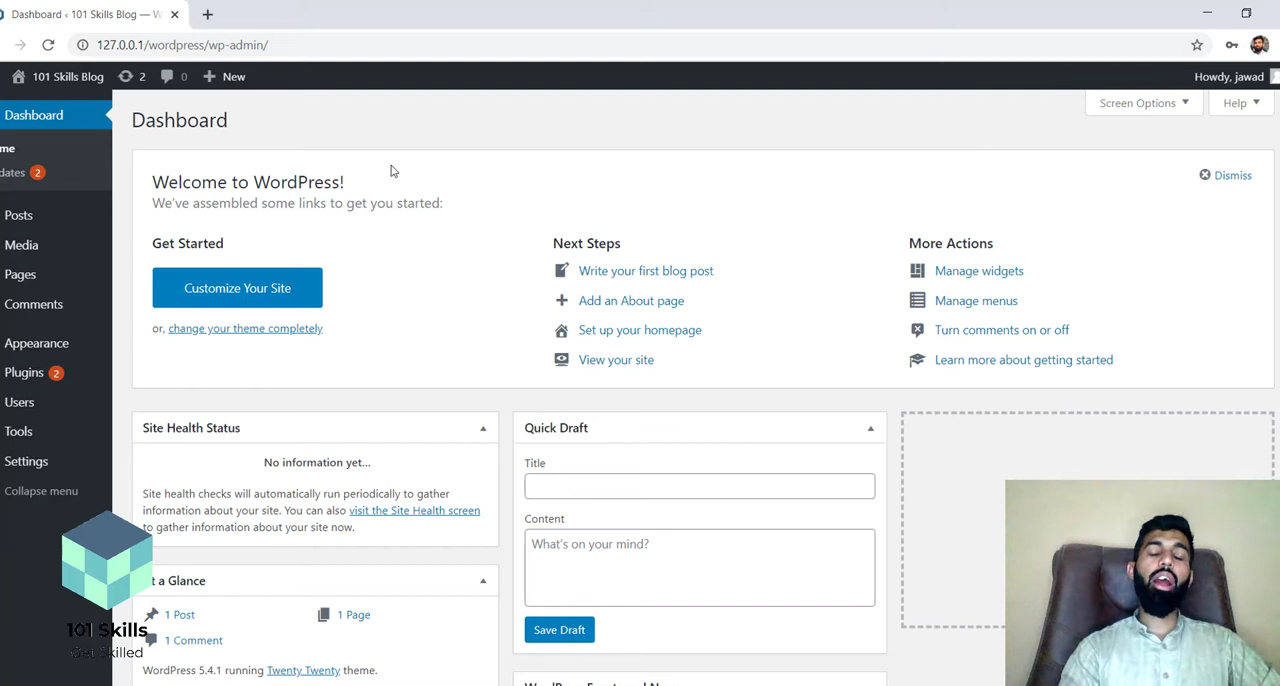 Dashboard ‹ 101 Skills Blog — W
127.0.0.1/wordpress/wp-admin/
101 Skills Blog 2 0 New
Howdy, jawad
Screen Options
Help
Dashboard
me
dates 2
Posts
Media
Pages
Comments
Appearance
Plugins 2
Users
Tools
Settings
Collapse menu
Dashboard
Welcome to WordPress!
We've assembled some links to get you started:
Dismiss
Get Started
Customize Your Site
or, change your theme completely
Next Steps
Write your first blog post
Add an About page
Set up your homepage
View your site
More Actions
Manage widgets
Manage menus
Turn comments on or off
Learn more about getting started
Site Health Status
No information yet...
Site health checks will automatically run periodically to gather
information about your site. You can also visit the Site Health screen
to gather information about your site now.
t a Glance
1 Post
1 Page
1 Comment
WordPress 5.4.1 running Twenty Twenty theme.
Quick Draft
Title
Content
What's on your mind?
Save Draft
101 Skills
Get Skilled